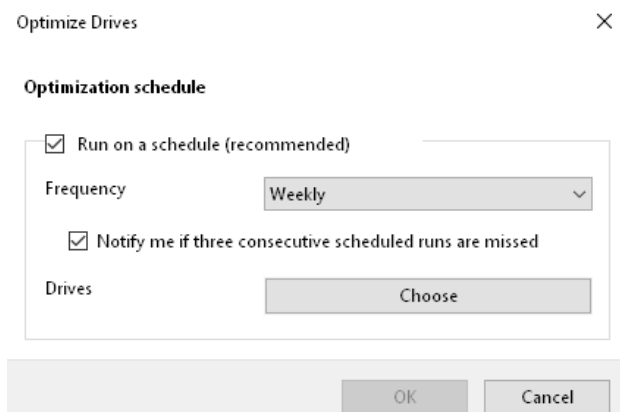 Optimize Drives
Optimization schedule
Run on a schedule (recommended)
Frequency
Weekly
Notify me if three consecutive scheduled runs are missed
Drives
Choose
OK
Cancel